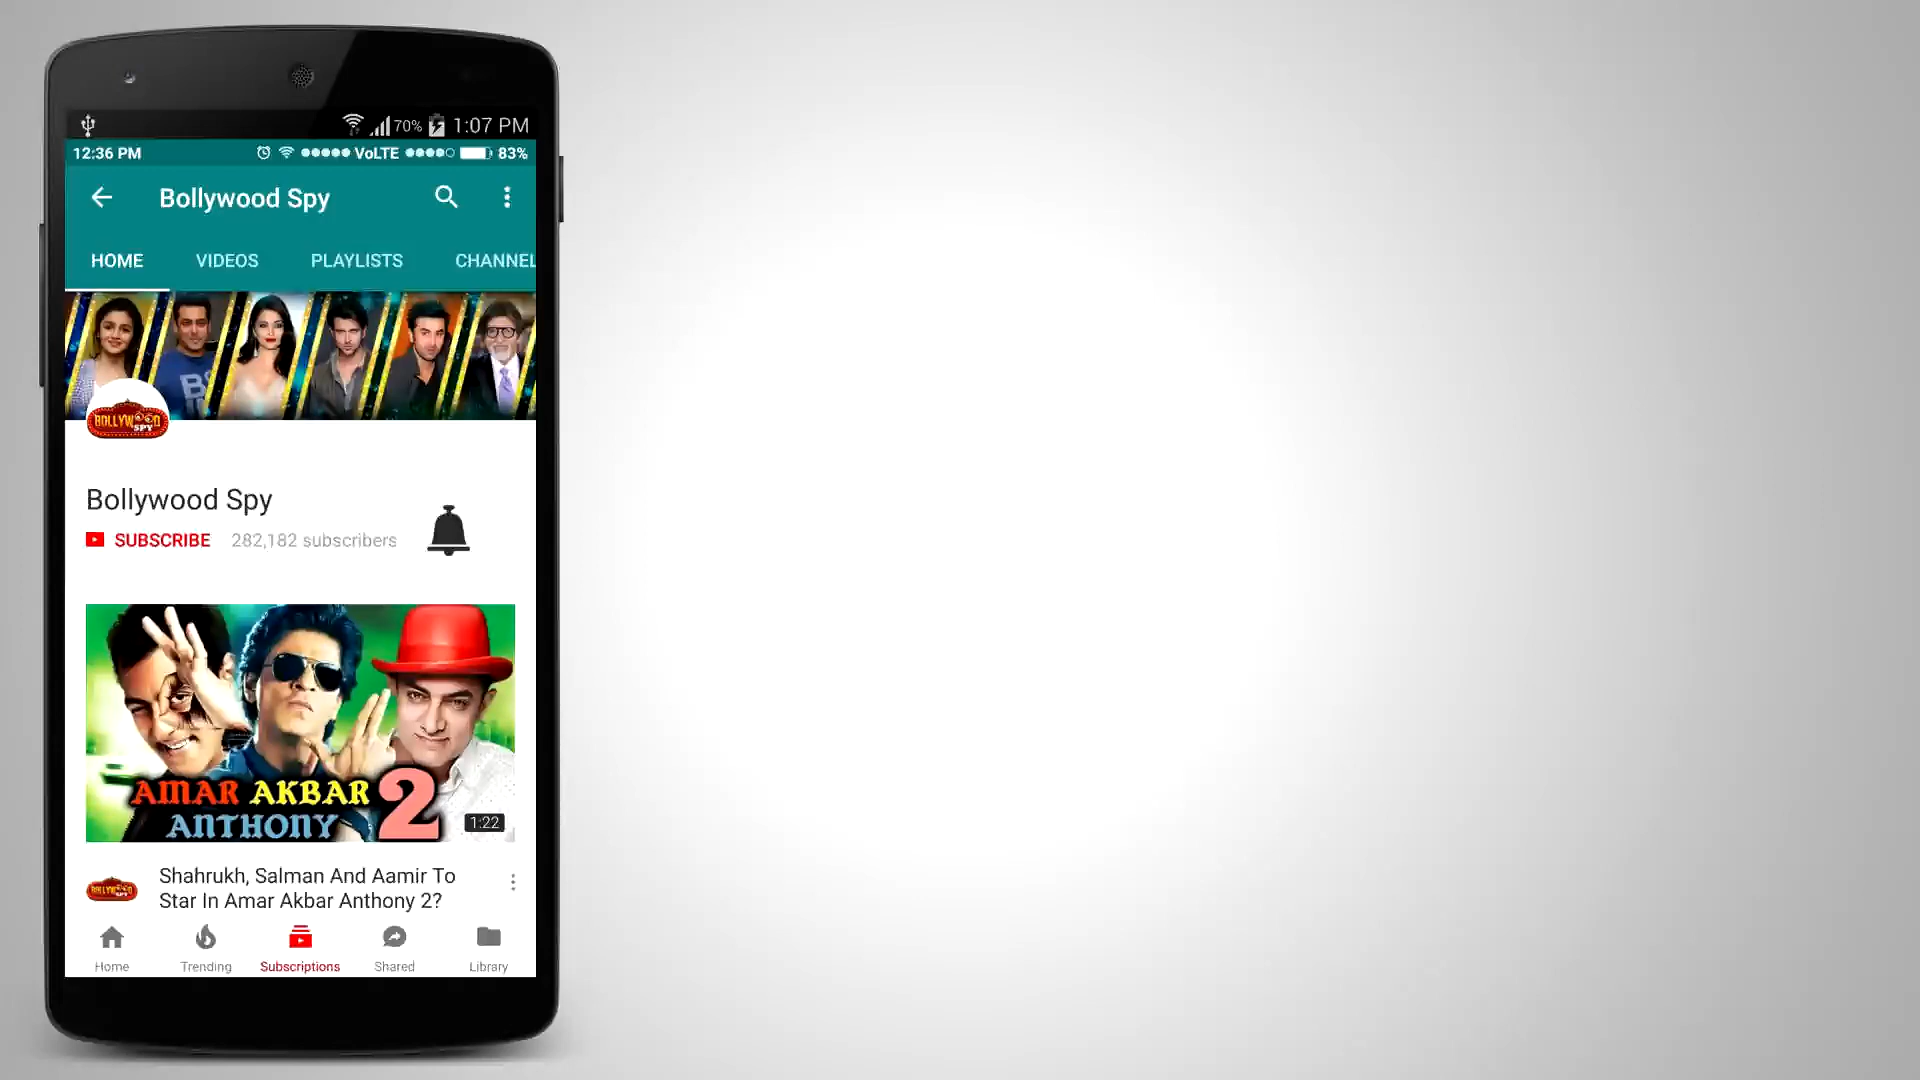 70% 1:07 PM
12:36 PM VoLTE 83%
Bollywood Spy
HOME VIDEOS PLAYLISTS CHANNEL
BOLLYWOOD
SPY
Bollywood Spy
SUBSCRIBE 282,182 subscribers
AMAR AKBAR 2
ANTHONY
1:22
Shahrukh, Salman And Aamir To
Star In Amar Akbar Anthony 2?
Home Trending Subscriptions Shared Library